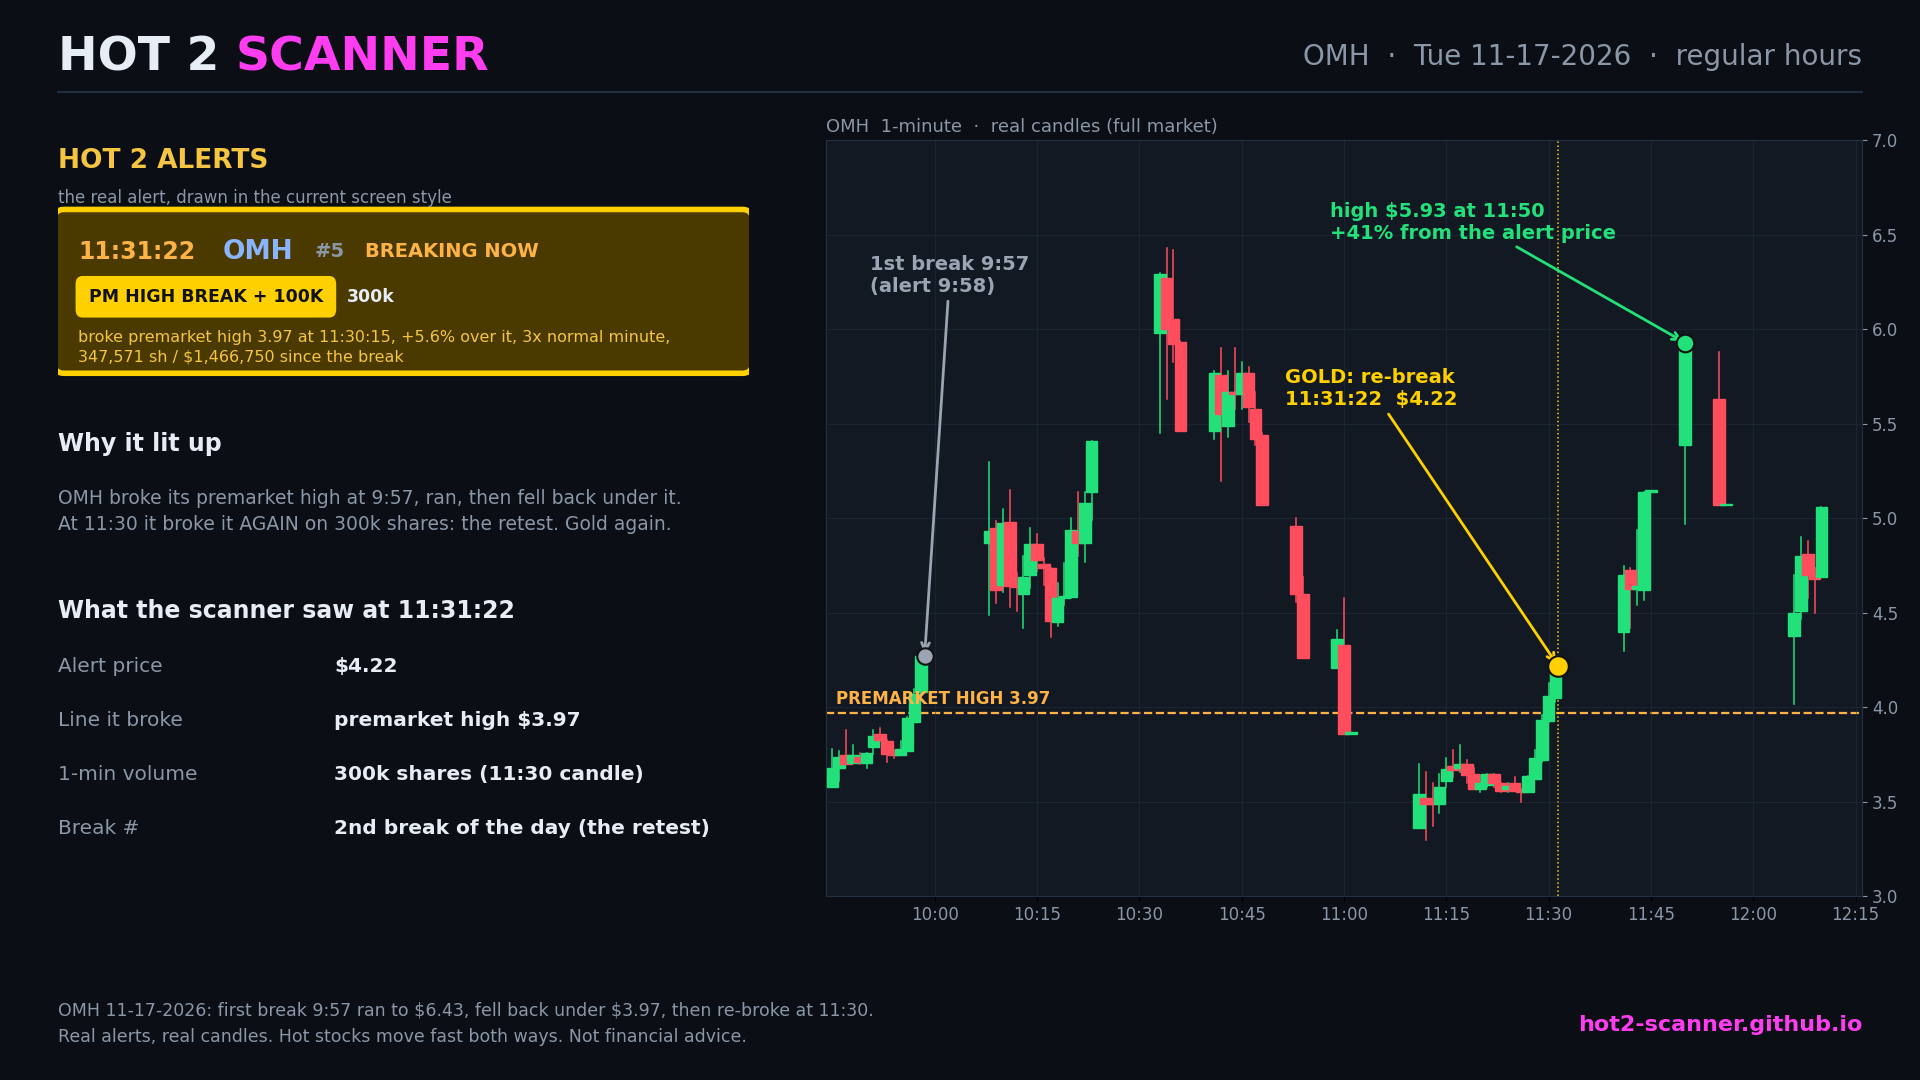 HOT 2 SCANNER
OMH · Tue 11-17-2026 · regular hours
HOT 2 ALERTS
the real alert, drawn in the current screen style
11:31:22 OMH #5 BREAKING NOW
PM HIGH BREAK + 100K 300k
broke premarket high 3.97 at 11:30:15, +5.6% over it, 3x normal minute,
347,571 sh / $1,466,750 since the break
Why it lit up
OMH broke its premarket high at 9:57, ran, then fell back under it.
At 11:30 it broke it AGAIN on 300k shares: the retest. Gold again.
What the scanner saw at 11:31:22
Alert price $4.22
Line it broke premarket high $3.97
1-min volume 300k shares (11:30 candle)
Break # 2nd break of the day (the retest)
OMH 1-minute · real candles (full market)
high $5.93 at 11:50
+41% from the alert price
1st break 9:57
(alert 9:58)
GOLD: re-break
11:31:22 $4.22
PREMARKET HIGH 3.97
7.0
6.5
6.0
5.5
5.0
4.5
4.0
3.5
3.0
10:00 10:15 10:30 10:45 11:00 11:15 11:30 11:45 12:00 12:15
OMH 11-17-2026: first break 9:57 ran to $6.43, fell back under $3.97, then re-broke at 11:30.
Real alerts, real candles. Hot stocks move fast both ways. Not financial advice.
hot2-scanner.github.io